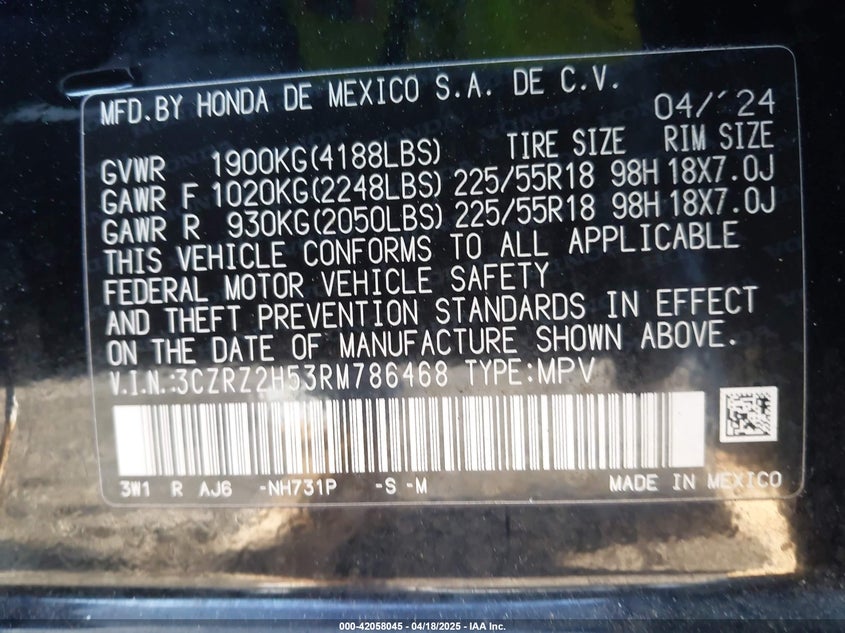 MFD.BY HONDA DE MEXICO S.A. DE C.V. 04/'24
TIRE SIZE RIM SIZE
GVWR 1900KG(4188LBS)
GAWR F 1020KG(2248LBS) 225/55R18 98H 18X7.0J
GAWR R 930KG(2050LBS) 225/55R18 98H 18X7.0J
THIS VEHICLE CONFORMS TO ALL APPLICABLE
FEDERAL MOTOR VEHICLE SAFETY
AND THEFT PREVENTION STANDARDS IN EFFECT
ON THE DATE OF MANUFACTURE SHOWN ABOVE.
V.I.N.:3CZRZ2H53RM786468 TYPE:MPV
3W1 R AJ6 -NH731P -S -M MADE IN MEXICO
000-42058045 - 04/18/2025 - IAA Inc.